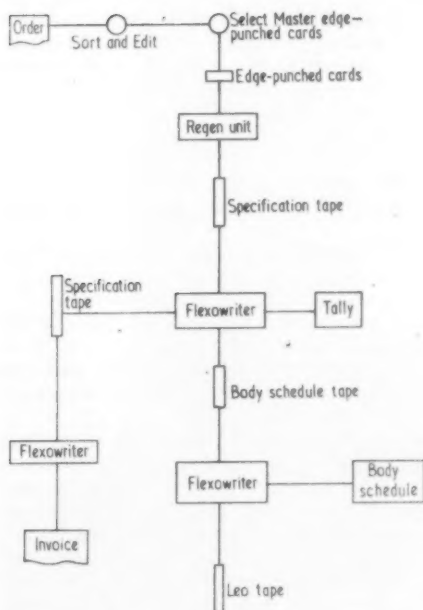 Order
Sort and Edit
Select Master edge-
punched cards
Edge-punched cards
Regen unit
Specification tape
Specification
tape
Flexowriter
Tally
Body schedule tape
Flexowriter
Flexowriter
Body
schedule
Invoice
Leo tape